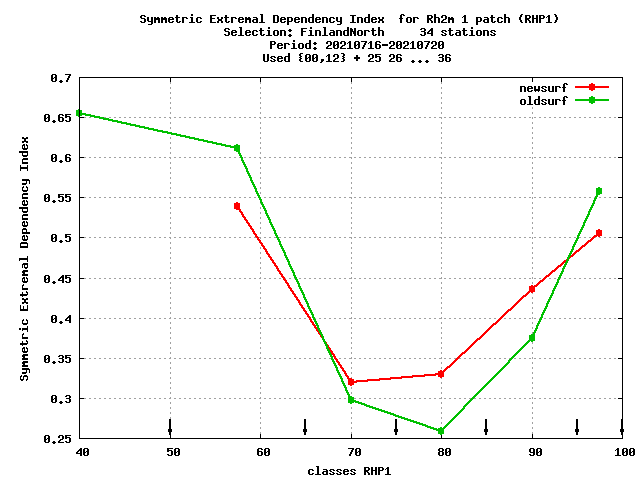 Symmetric Extremal Dependency Index  for Rh2m 1 patch (RHP1)
Selection: FinlandNorth     34 stations
Period: 20210716-20210720
Used {00,12} + 25 26 ... 36
newsurf
oldsurf
Symmetric Extremal Dependency Index
0.7
0.65
0.6
0.55
0.5
0.45
0.4
0.35
0.3
0.25
40 50 60 70 80 90 100
classes RHP1